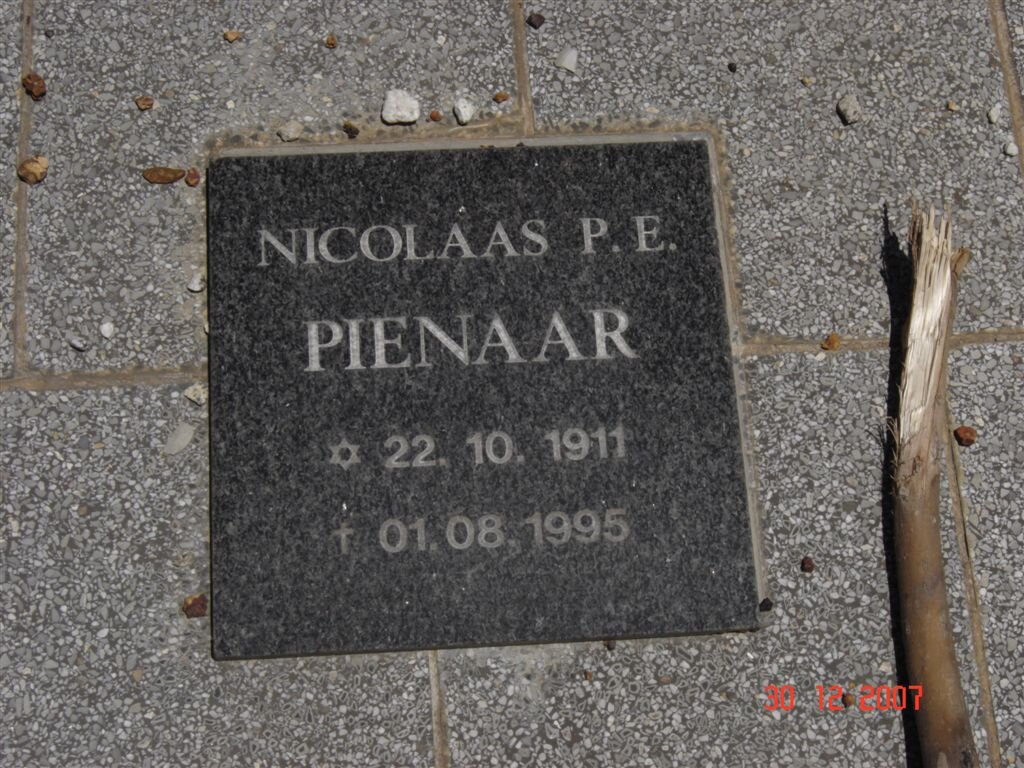 NICOLAAS P. E.
PIENAAR
✡ 22. 10. 1911
† 01. 08. 1995
30 12 2007